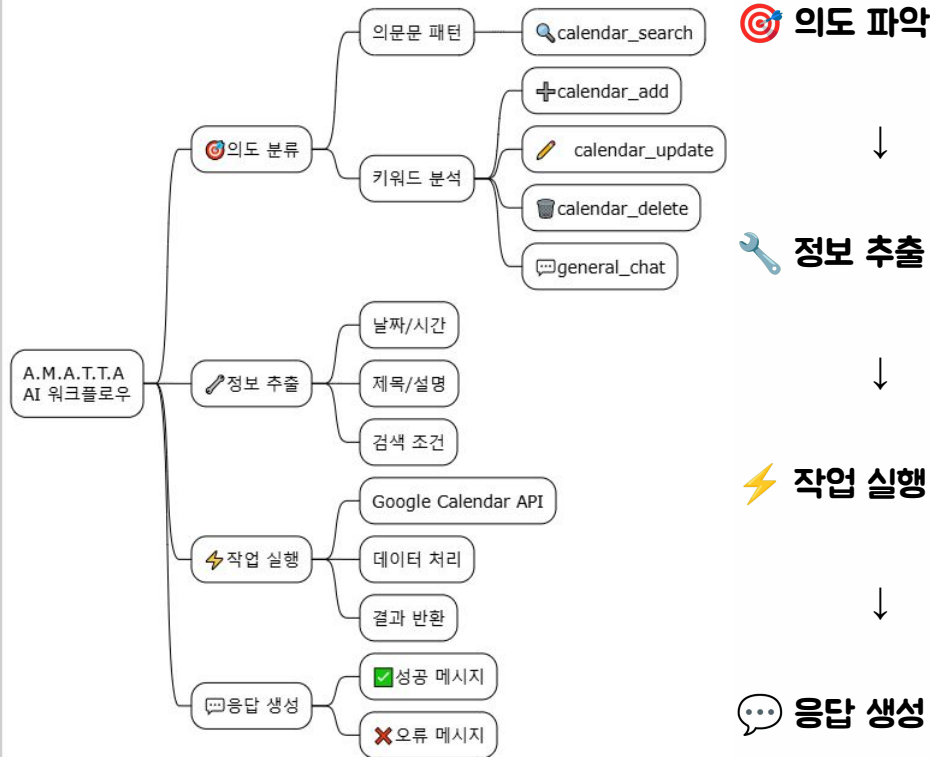 A.M.A.T.T.A
AI 워크플로우
🎯의도 분류
의문문 패턴
🔍calendar_search
키워드 분석
➕calendar_add
✏️ calendar_update
🗑️calendar_delete
💬general_chat
🔧정보 추출
날짜/시간
제목/설명
검색 조건
⚡작업 실행
Google Calendar API
데이터 처리
결과 반환
💬응답 생성
✅성공 메시지
❌오류 메시지
🎯 의도 파악
↓
🔧 정보 추출
↓
⚡ 작업 실행
↓
💬 응답 생성